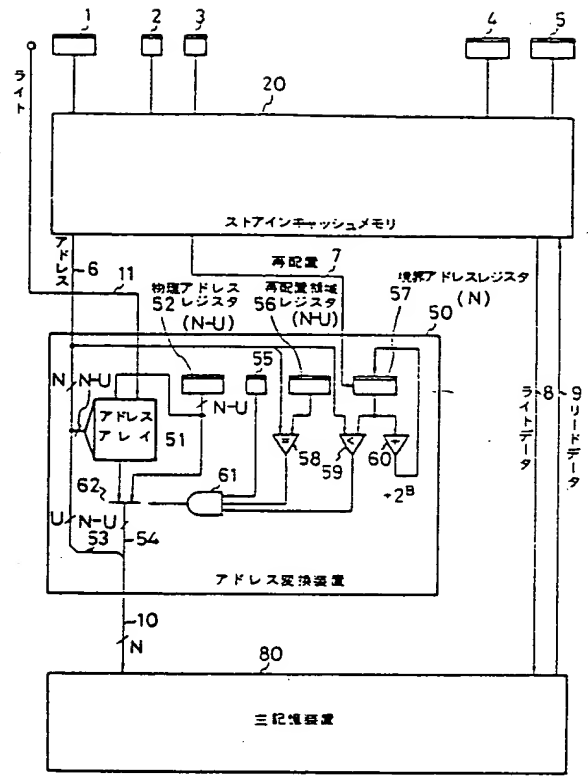 1
2
3
4
5
ライト
20
ストアインキャッシュメモリ
アドレス
6
11
再配置
7
物理アドレス
52 レジスタ
(N-U)
再配置領域
56 レジスタ
(N-U)
境界アドレスレジスタ
57 (N)
50
55
N
N-U
アドレス
アレイ
51
N-U
58
59
60
+2B
=
<
+
61
62
U
N-U
53
54
アドレス変換装置
ライトデータ
8
9
リードデータ
10
N
80
記憶装置